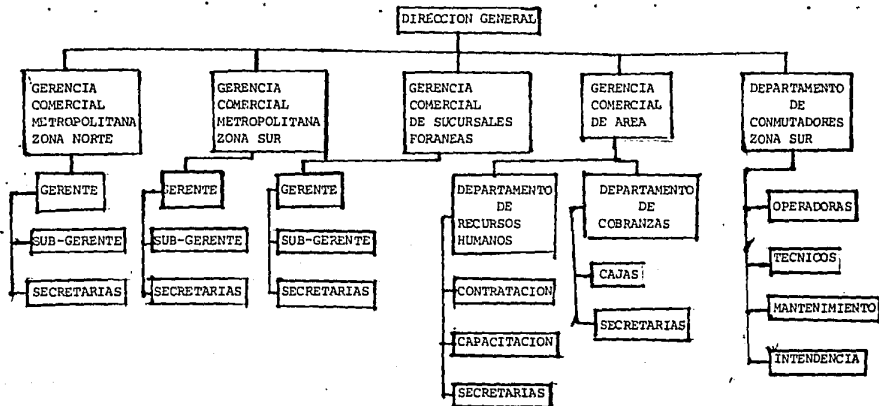 DIRECCION GENERAL
GERENCIA
COMERCIAL
METROPOLITANA
ZONA NORTE
GERENCIA
COMERCIAL
METROPOLITANA
ZONA SUR
GERENCIA
COMERCIAL
DE SUCURSALES
FORANEAS
GERENCIA
COMERCIAL
DE AREA
DEPARTAMENTO
DE
CONMUTADORES
ZONA SUR
GERENTE
SUB-GERENTE
SECRETARIAS
GERENTE
SUB-GERENTE
SECRETARIAS
GERENTE
SUB-GERENTE
SECRETARIAS
DEPARTAMENTO
DE
RECURSOS
HUMANOS
CONTRATACION
CAPACITACION
SECRETARIAS
DEPARTAMENTO
DE
COBRANZAS
CAJAS
SECRETARIAS
OPERADORAS
TECNICOS
MANTENIMIENTO
INTENDENCIA